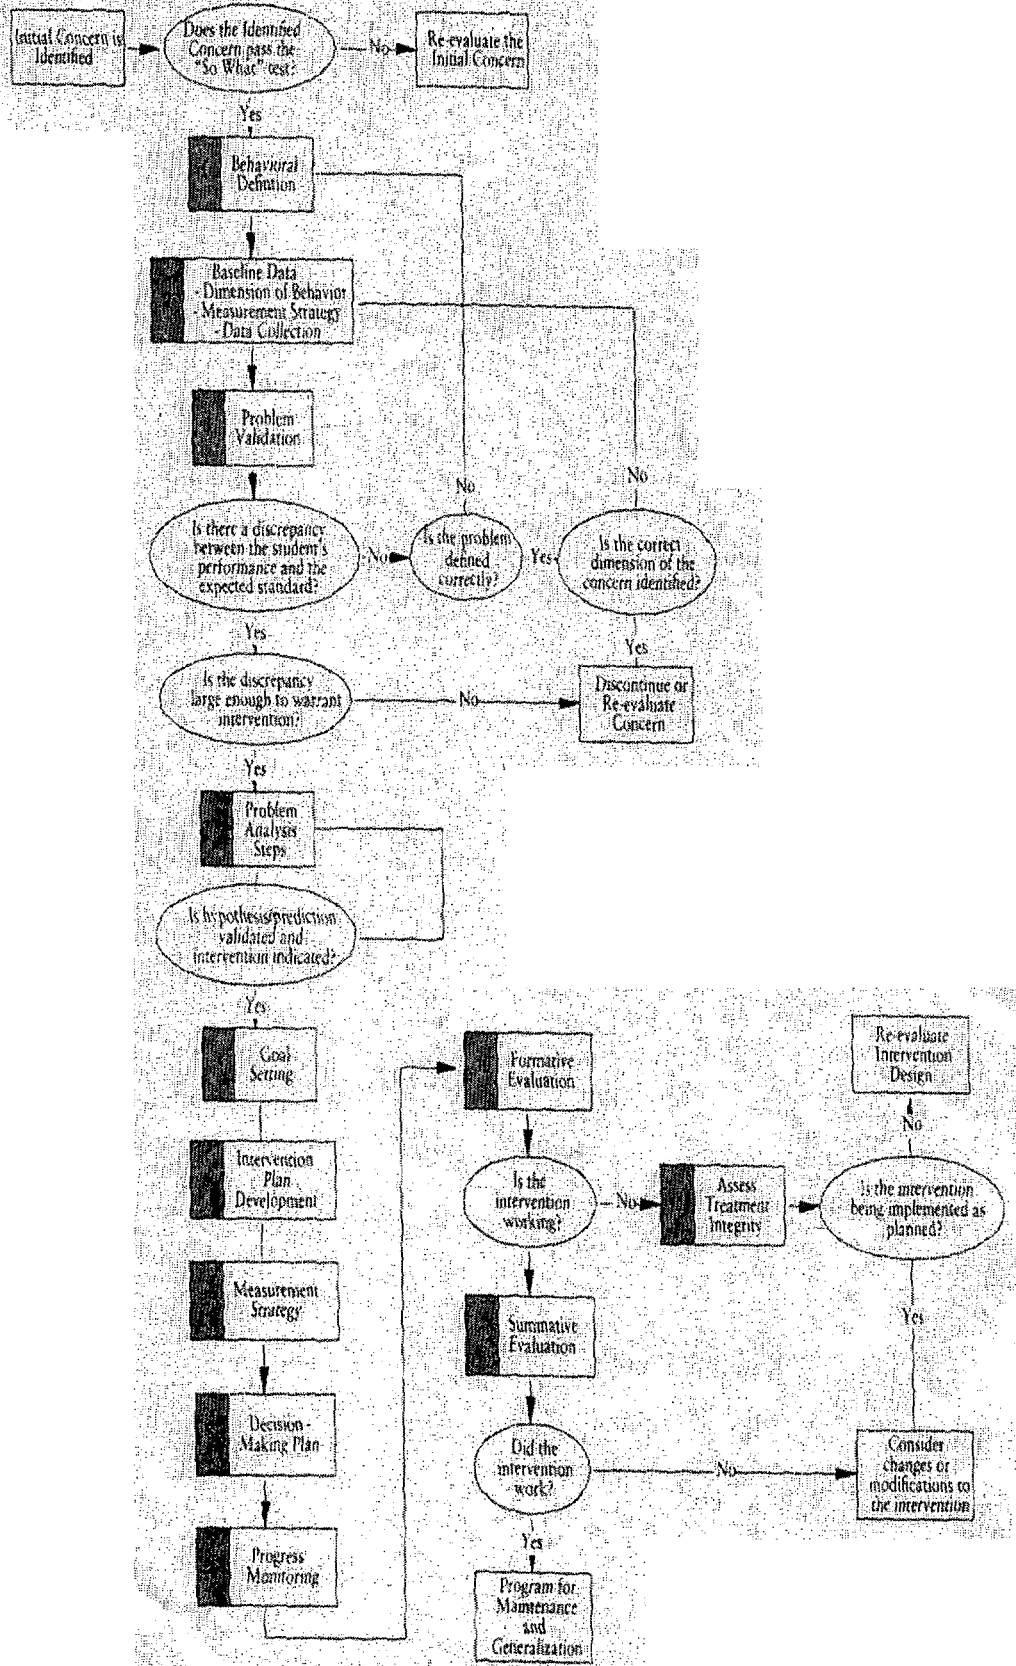 Initial Concern is
Identified
Does the Identified
Concern pass the
"So What" test?
No
Re-evaluate the
Initial Concern
Yes
Behavioral
Definition
Baseline Data
- Dimension of Behavior
- Measurement Strategy
- Data Collection
Problem
Validation
Is there a discrepancy
between the student's
performance and the
expected standard?
No
Is the problem
defined
correctly?
No
Yes
Is the correct
dimension of the
concern identified?
No
Yes
Yes
Is the discrepancy
large enough to warrant
intervention?
No
Discontinue or
Re-evaluate
Concern
Yes
Problem
Analysis
Steps
Is hypothesis/prediction
validated and
intervention indicated?
Yes
Goal
Setting
Intervention
Plan
Development
Measurement
Strategy
Decision -
Making Plan
Progress
Monitoring
Formative
Evaluation
Is the
intervention
working?
No
Assess
Treatment
Integrity
Is the intervention
being implemented as
planned?
No
Re-evaluate
Intervention
Design
Yes
Summative
Evaluation
Did the
intervention
work?
No
Consider
changes or
modifications to
the intervention
Yes
Program for
Maintenance
and
Generalization